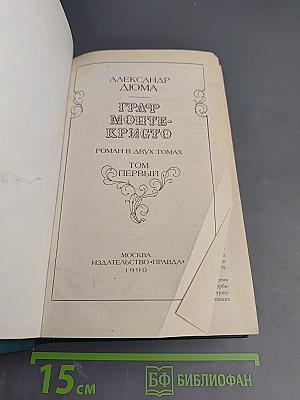 АЛЕКСАНДР
ДЮМА
ГРАФ
МОНТЕ-
КРИСТО
РОМАН В ДВУХ ТОМАХ
ТОМ
ПЕРВЫЙ
МОСКВА
ИЗДАТЕЛЬСТВО «ПРАВДА»
1990
15 СМ
БФ БИБЛИОФАН